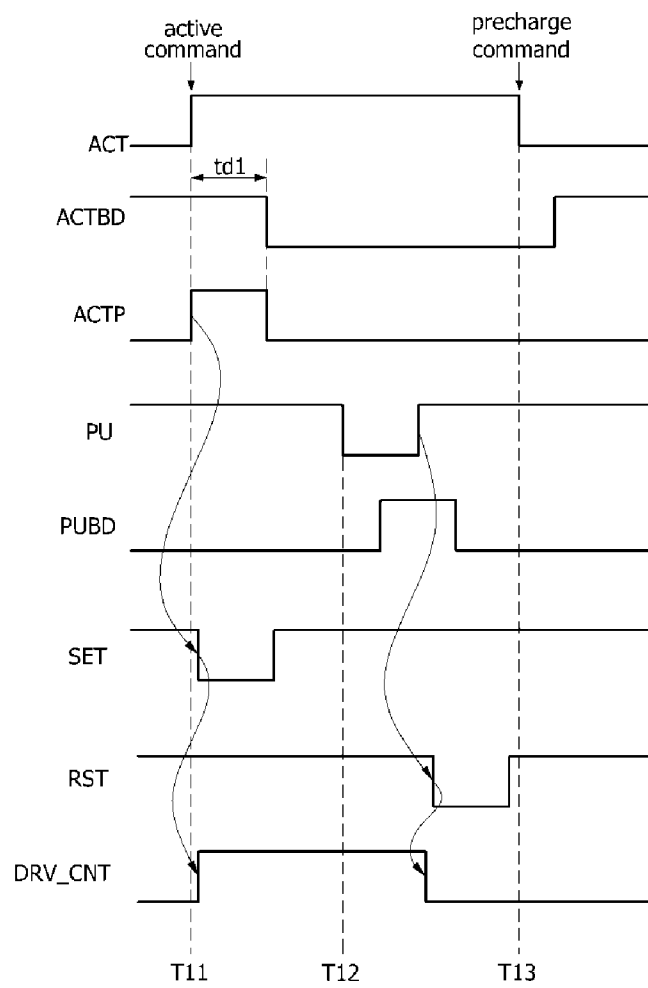 active
command
precharge
command
ACT
td1
ACTBD
ACTP
PU
PUBD
SET
RST
DRV_CNT
T11
T12
T13